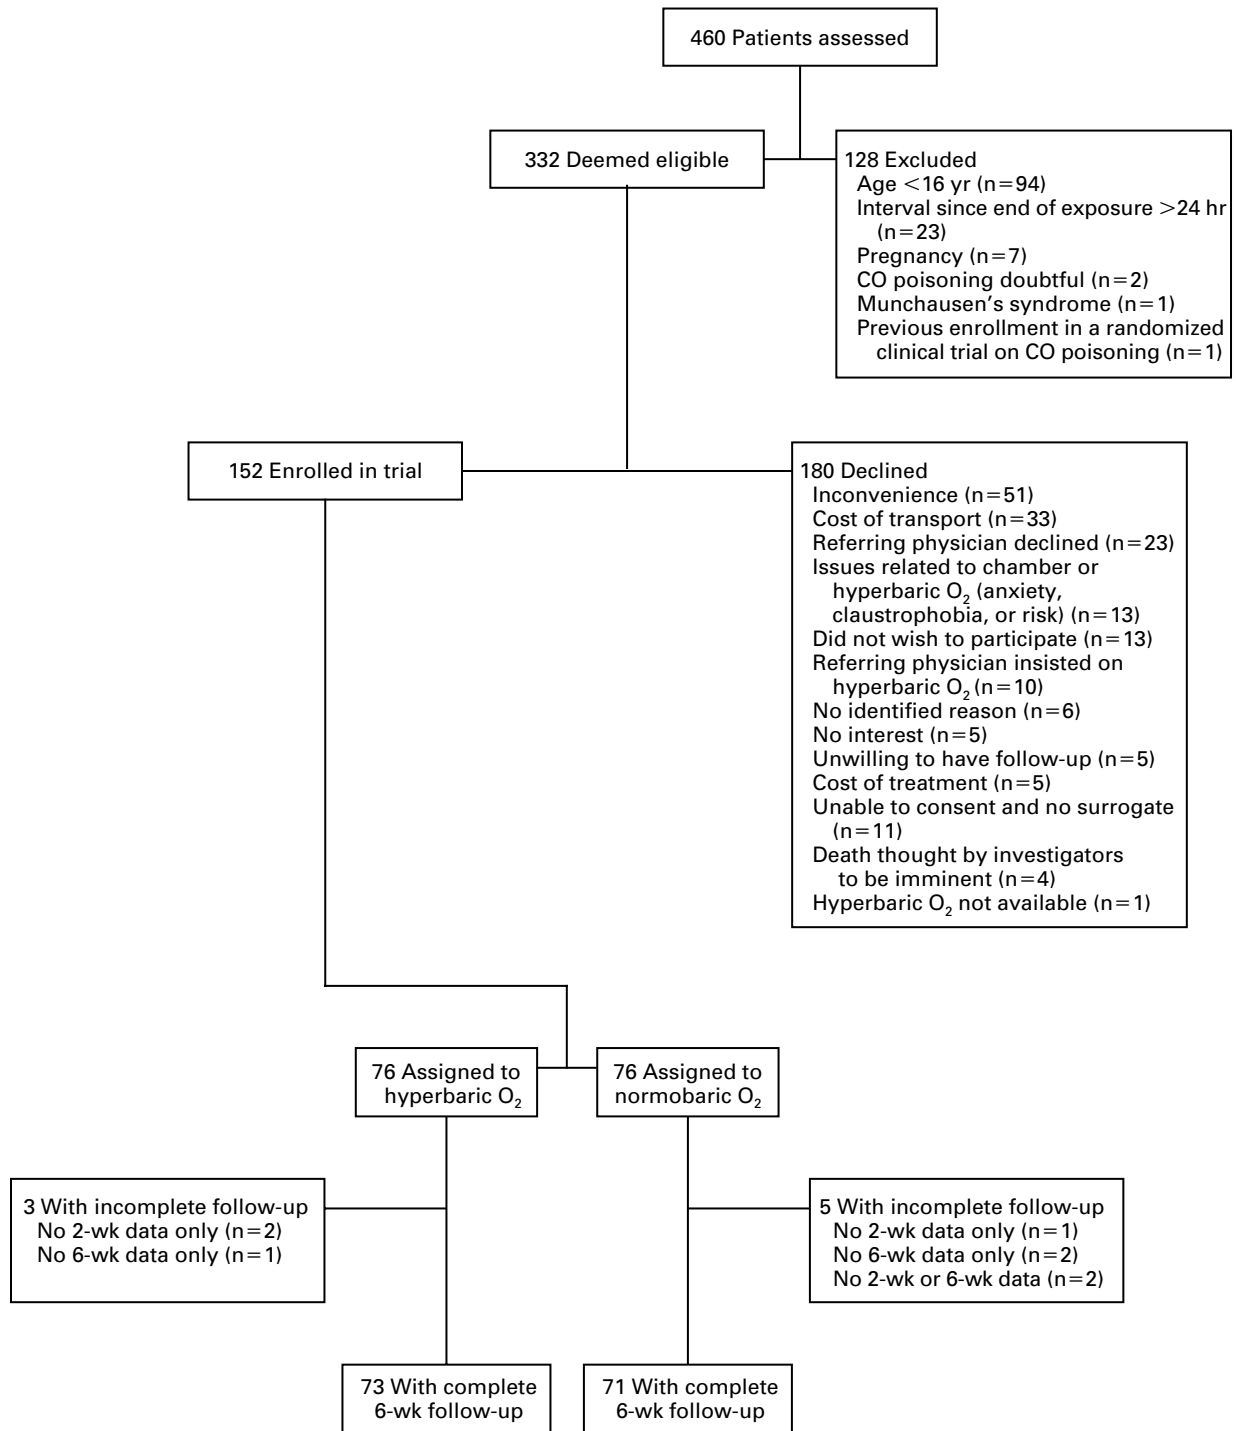 460 Patients assessed
332 Deemed eligible
128 Excluded
Age <16 yr (n=94)
Interval since end of exposure >24 hr
(n=23)
Pregnancy (n=7)
CO poisoning doubtful (n=2)
Munchausen's syndrome (n=1)
Previous enrollment in a randomized
clinical trial on CO poisoning (n=1)
152 Enrolled in trial
180 Declined
Inconvenience (n=51)
Cost of transport (n=33)
Referring physician declined (n=23)
Issues related to chamber or
hyperbaric O₂ (anxiety,
claustrophobia, or risk) (n=13)
Did not wish to participate (n=13)
Referring physician insisted on
hyperbaric O₂ (n=10)
No identified reason (n=6)
No interest (n=5)
Unwilling to have follow-up (n=5)
Cost of treatment (n=5)
Unable to consent and no surrogate
(n=11)
Death thought by investigators
to be imminent (n=4)
Hyperbaric O₂ not available (n=1)
76 Assigned to
hyperbaric O₂
76 Assigned to
normobaric O₂
3 With incomplete follow-up
No 2-wk data only (n=2)
No 6-wk data only (n=1)
5 With incomplete follow-up
No 2-wk data only (n=1)
No 6-wk data only (n=2)
No 2-wk or 6-wk data (n=2)
73 With complete
6-wk follow-up
71 With complete
6-wk follow-up